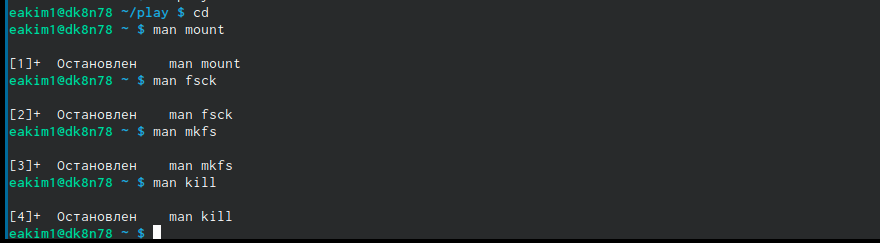 eakim1@dk8n78 ~/play $ cd
eakim1@dk8n78 ~ $ man mount
[1]+  Остановлен    man mount
eakim1@dk8n78 ~ $ man fsck
[2]+  Остановлен    man fsck
eakim1@dk8n78 ~ $ man mkfs
[3]+  Остановлен    man mkfs
eakim1@dk8n78 ~ $ man kill
[4]+  Остановлен    man kill
eakim1@dk8n78 ~ $